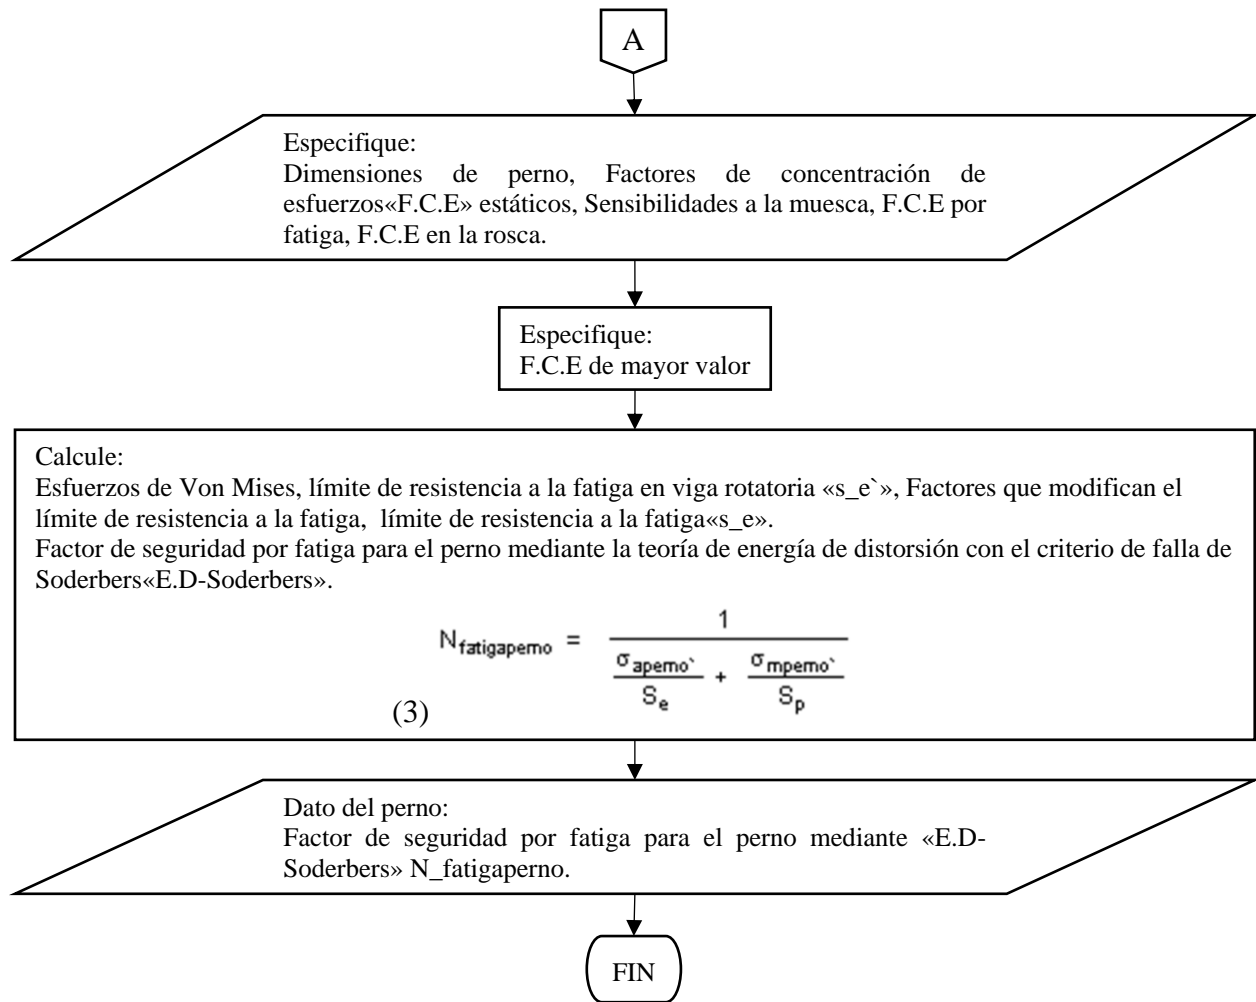 A
Especifique:
Dimensiones de perno, Factores de concentración de
esfuerzos«F.C.E» estáticos, Sensibilidades a la muesca, F.C.E por
fatiga, F.C.E en la rosca.
Especifique:
F.C.E de mayor valor
Calcule:
Esfuerzos de Von Mises, límite de resistencia a la fatiga en viga rotatoria «s_e`», Factores que modifican el
límite de resistencia a la fatiga, límite de resistencia a la fatiga«s_e».
Factor de seguridad por fatiga para el perno mediante la teoría de energía de distorsión con el criterio de falla de
Soderbers«E.D-Soderbers».
N_fatigaperno = 1 / (σ_aperno` / S_e + σ_mperno` / S_p)
(3)
Dato del perno:
Factor de seguridad por fatiga para el perno mediante «E.D-
Soderbers» N_fatigaperno.
FIN